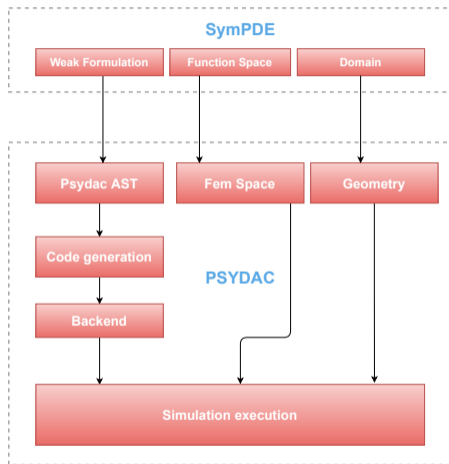 SymPDE
Weak Formulation
Function Space
Domain
Psydac AST
Fem Space
Geometry
Code generation
PSYDAC
Backend
Simulation execution